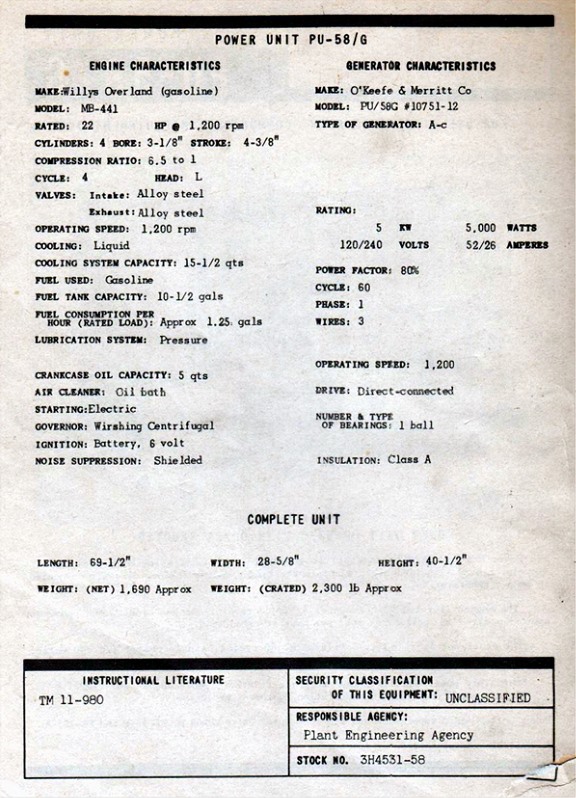 POWER UNIT PU-58/G
ENGINE CHARACTERISTICS
MAKE:Willys Overland (gasoline)
MODEL: MB-441
RATED: 22 HP @ 1,200 rpm
CYLINDERS: 4 BORE: 3-1/8" STROKE: 4-3/8"
COMPRESSION RATIO: 6.5 to 1
CYCLE: 4 HEAD: L
VALVES: Intake: Alloy steel
Exhaust: Alloy steel
OPERATING SPEED: 1,200 rpm
COOLING: Liquid
COOLING SYSTEM CAPACITY: 15-1/2 qts
FUEL USED: Gasoline
FUEL TANK CAPACITY: 10-1/2 gals
FUEL CONSUMPTION PER
HOUR (RATED LOAD): Approx 1.25 gals
LUBRICATION SYSTEM: Pressure
CRANKCASE OIL CAPACITY: 5 qts
AIR CLEANER: Oil bath
STARTING:Electric
GOVERNOR: Wirshing Centrifugal
IGNITION: Battery, 6 volt
NOISE SUPPRESSION: Shielded
GENERATOR CHARACTERISTICS
MAKE: O'Keefe & Merritt Co
MODEL: PU/58G #10751-12
TYPE OF GENERATOR: A-c
RATING:
5 KW 5,000 WATTS
120/240 VOLTS 52/26 AMPERES
POWER FACTOR: 80%
CYCLE: 60
PHASE: 1
WIRES: 3
OPERATING SPEED: 1,200
DRIVE: Direct-connected
NUMBER & TYPE
OF BEARINGS: 1 ball
INSULATION: Class A
COMPLETE UNIT
LENGTH: 69-1/2" WIDTH: 28-5/8" HEIGHT: 40-1/2"
WEIGHT: (NET) 1,690 Approx WEIGHT: (CRATED) 2,300 lb Approx
INSTRUCTIONAL LITERATURE
TM 11-980
SECURITY CLASSIFICATION
OF THIS EQUIPMENT: UNCLASSIFIED
RESPONSIBLE AGENCY:
Plant Engineering Agency
STOCK NO. 3H4531-58